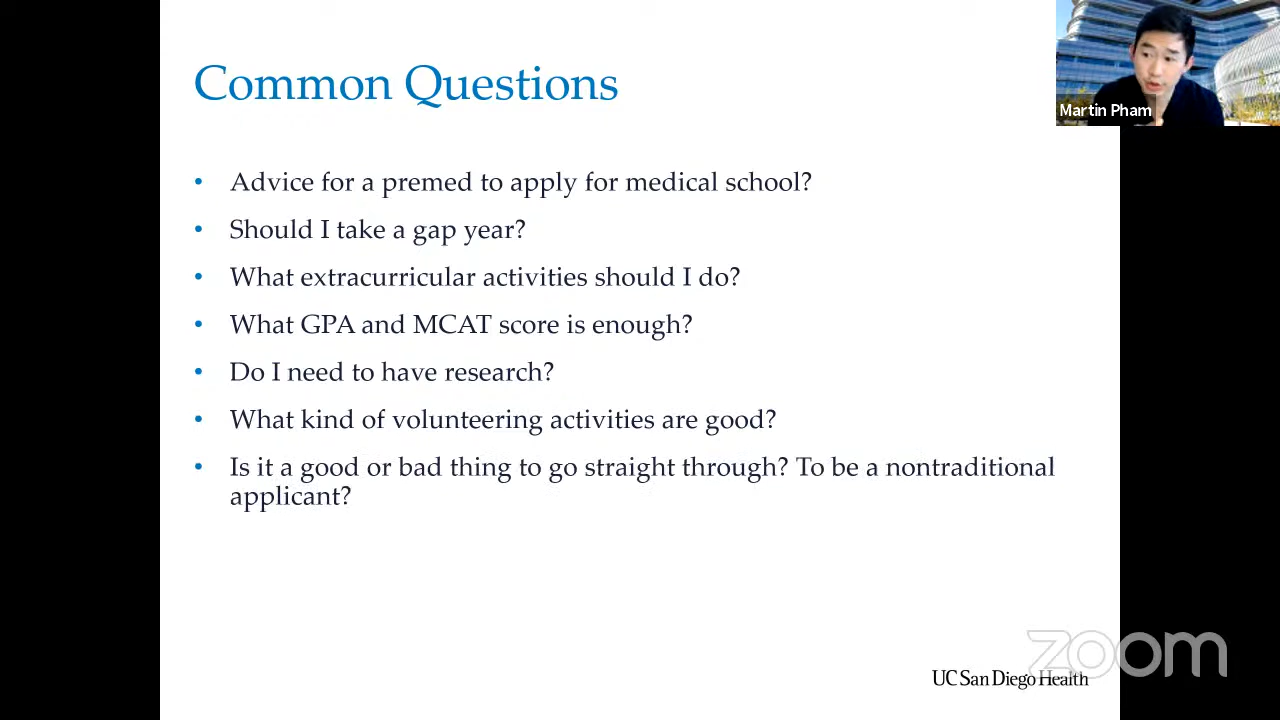 Common Questions
Martin Pham
• Advice for a premed to apply for medical school?
• Should I take a gap year?
• What extracurricular activities should I do?
• What GPA and MCAT score is enough?
• Do I need to have research?
• What kind of volunteering activities are good?
• Is it a good or bad thing to go straight through? To be a nontraditional
applicant?
zoom
UC San Diego Health